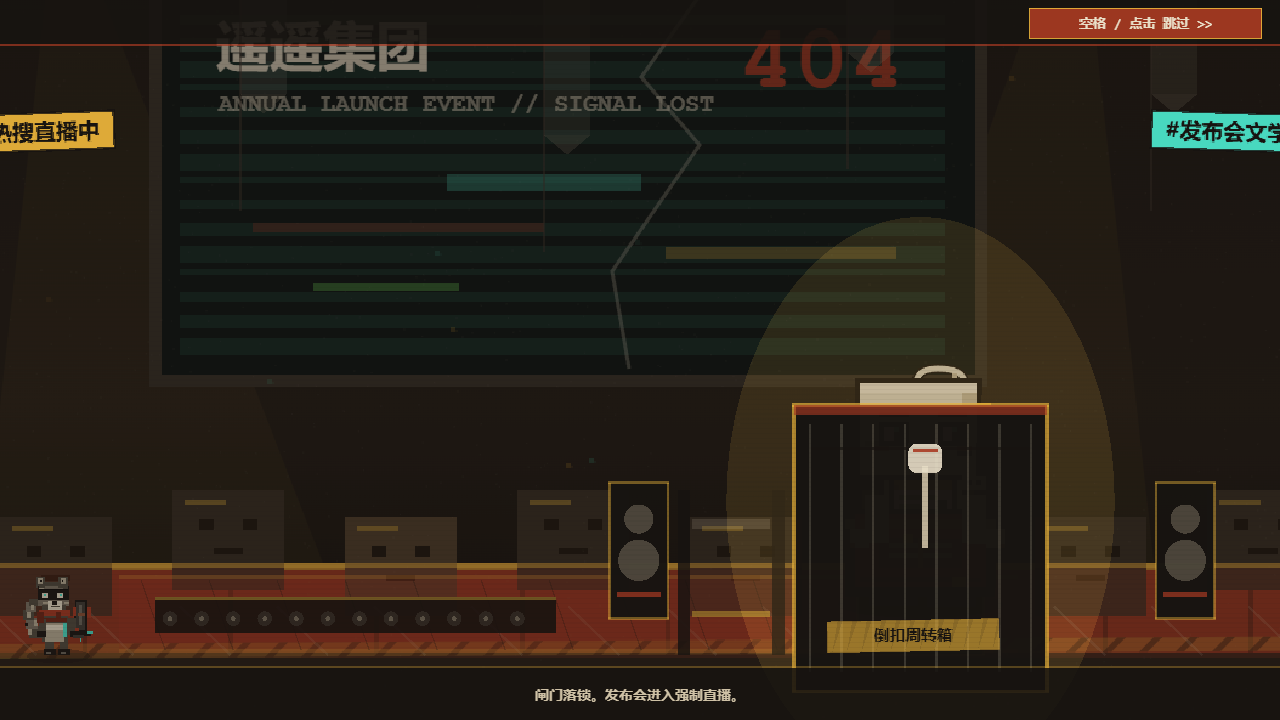 空格 / 点击 跳过 >>
遥遥集团
404
ANNUAL LAUNCH EVENT // SIGNAL LOST
热搜直播中
#发布会文学
倒扣周转箱
闸门落锁。发布会进入强制直播。